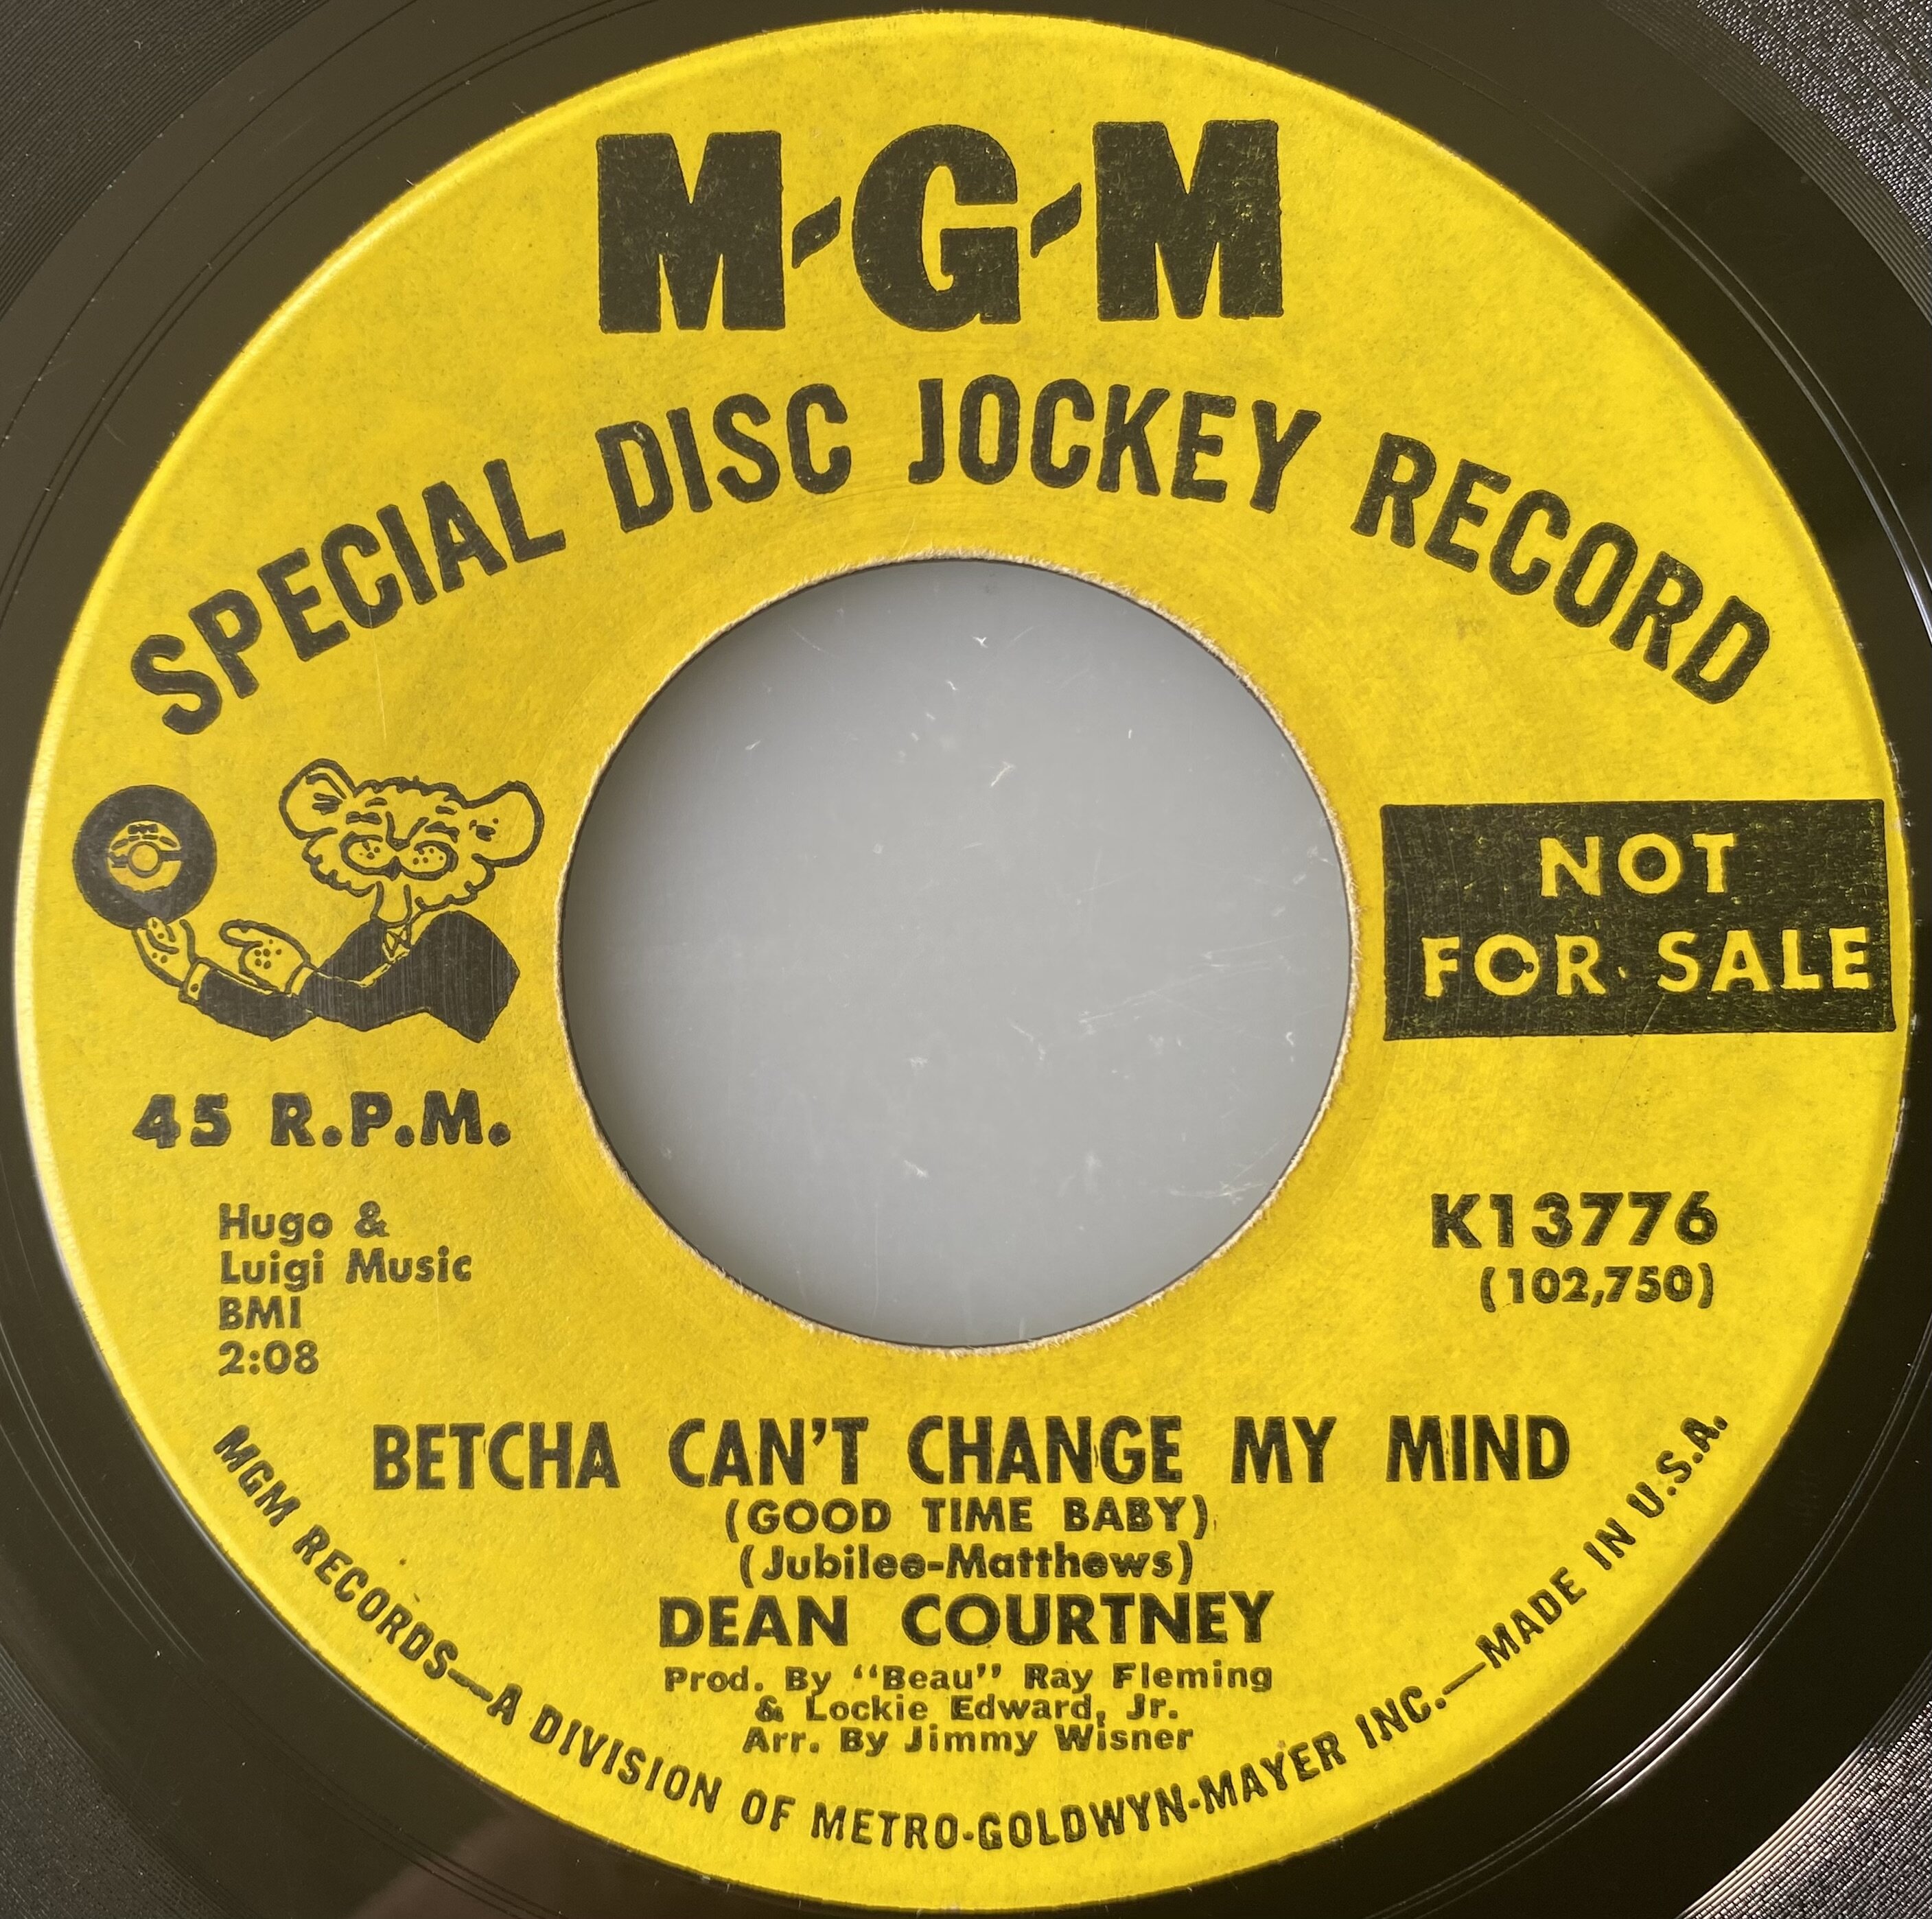 M-G-M
SPECIAL DISC JOCKEY RECORD
NOT
FOR SALE
45 R.P.M.
Hugo &
Luigi Music
BMI
2:08
K13776
(102,750)
BETCHA CAN'T CHANGE MY MIND
(GOOD TIME BABY)
(Jubilee-Matthews)
DEAN COURTNEY
Prod. By "Beau" Ray Fleming
& Lockie Edward, Jr.
Arr. By Jimmy Wisner
MGM RECORDS—A DIVISION OF METRO-GOLDWYN-MAYER INC.—MADE IN U.S.A.